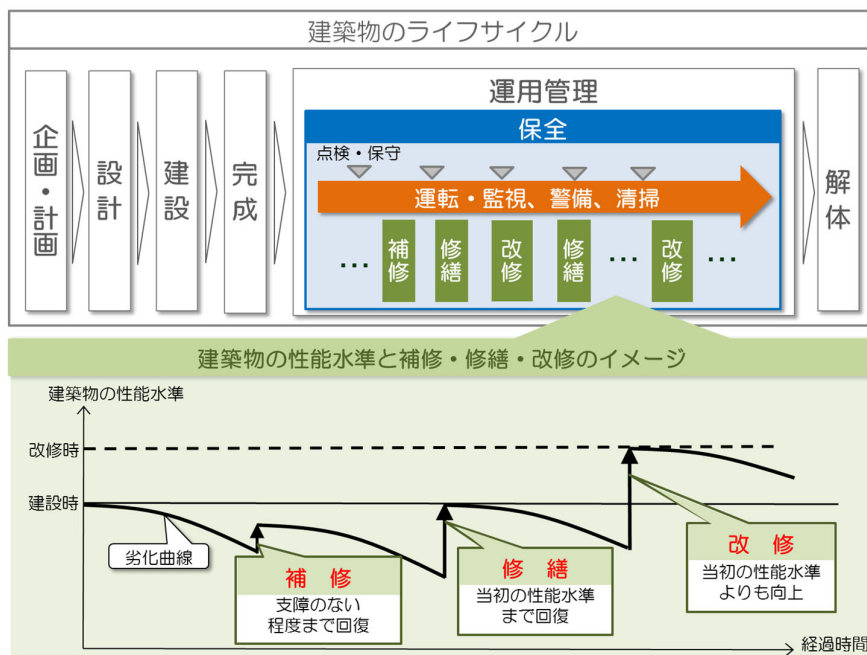 建築物のライフサイクル
企画・計画
設計
建設
完成
運用管理
保全
点検・保守
運転・監視、警備、清掃
…
補修
修繕
改修
修繕
…
改修
…
解体
建築物の性能水準と補修・修繕・改修のイメージ
建築物の性能水準
改修時
建設時
劣化曲線
補 修
支障のない
程度まで回復
修 繕
当初の性能水準
まで回復
改 修
当初の性能水準
よりも向上
経過時間